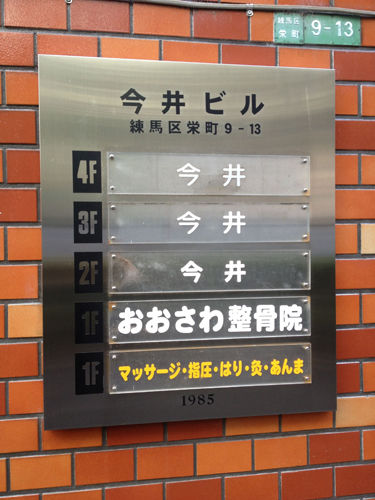 練馬区
栄町
9-13
今井ビル
練馬区栄町9-13
4F 今井
3F 今井
2F 今井
1F おおさわ整骨院
1F マッサージ・指圧・はり・灸・あんま
1985